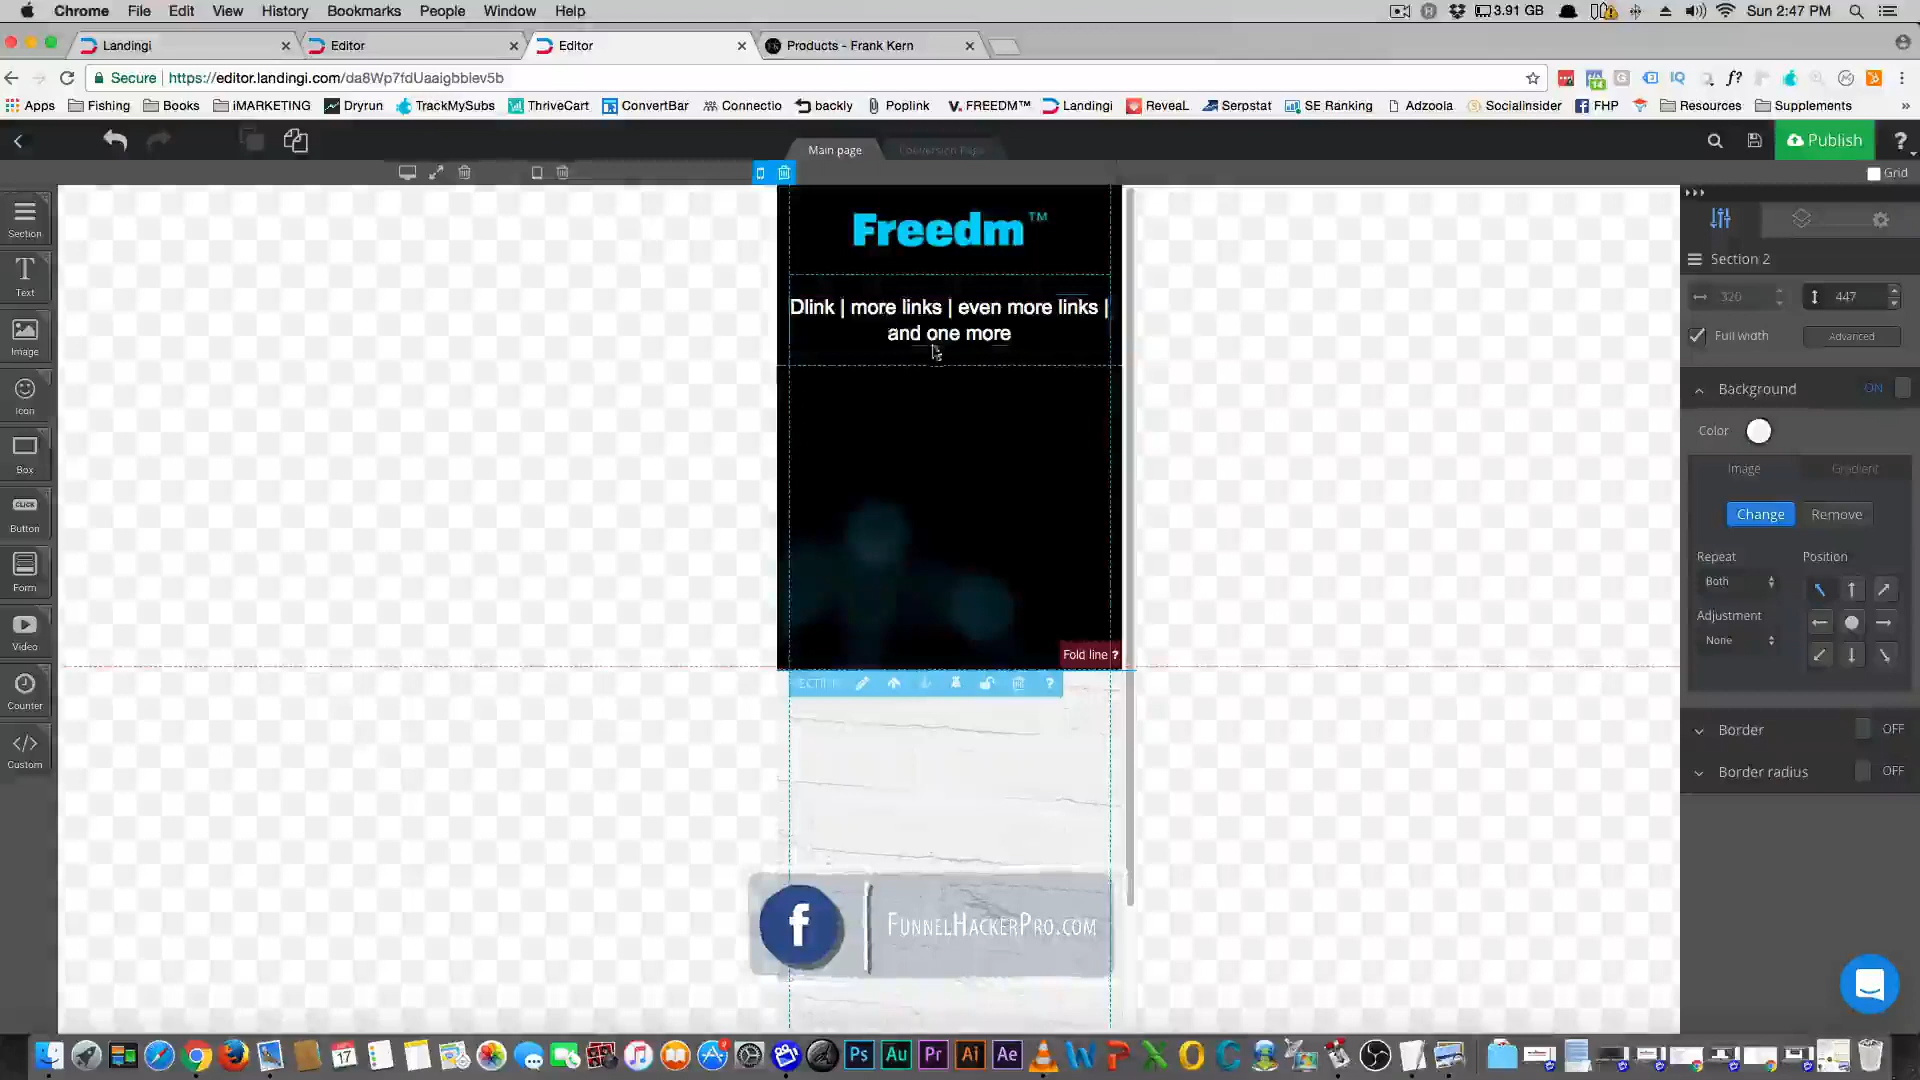 Chrome File Edit View History Bookmarks People Window Help 3.91 GB Sun 2:47 PM
Landingi Editor Editor Products - Frank Kern
Secure https://editor.landingi.com/da8Wp7fdUaaigbblev5b
Apps Fishing Books iMARKETING Dryrun TrackMySubs ThriveCart ConvertBar Connectio backly Poplink V. FREEDM™ Landingi ReveaL Serpstat SE Ranking Adzoola Socialinsider FHP Resources Supplements »
Main page Conversion Page Publish ?
Grid
Section
Text
Image
Icon
Box
CLICK
Button
Form
Video
Counter
Custom
Freedm™
Dlink | more links | even more links |
and one more
Fold line ?
FunnelHackerPro.com
Section 2
320 447
Full width Advanced
Background ON
Color
Image Gradient
Change Remove
Repeat Position
Both
Adjustment
None
Border OFF
Border radius OFF